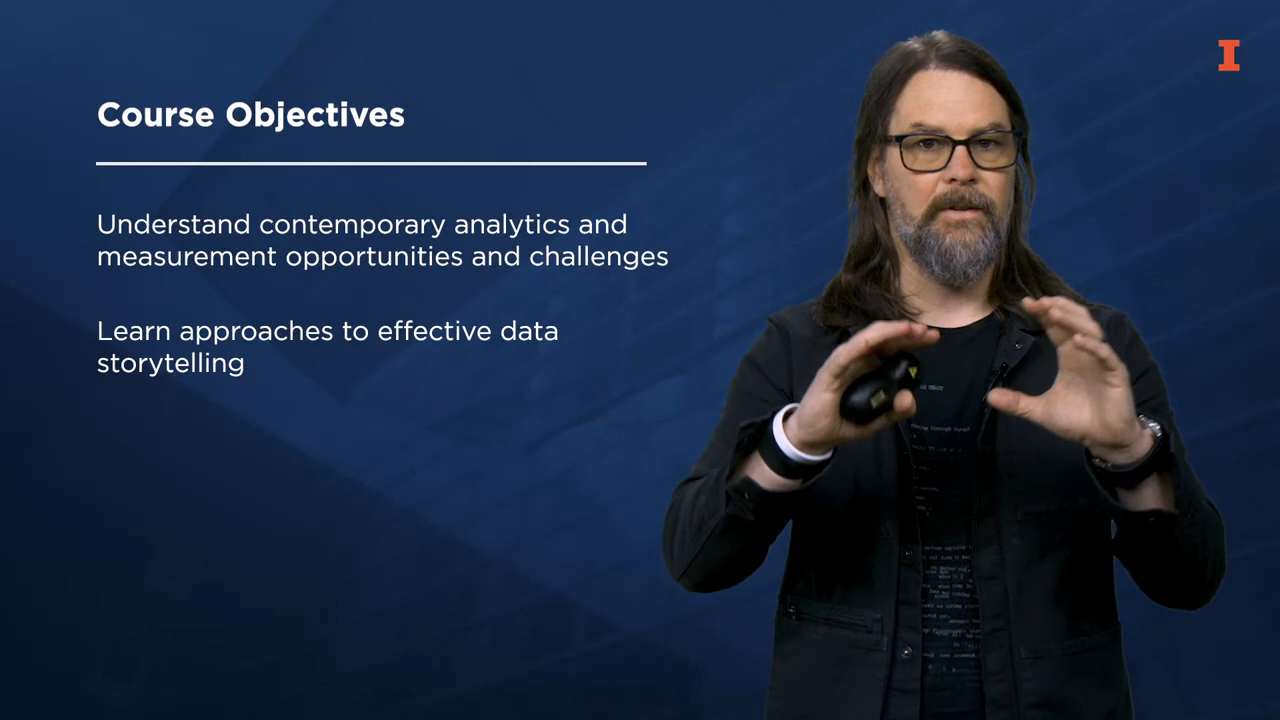 Course Objectives
Understand contemporary analytics and
measurement opportunities and challenges
Learn approaches to effective data
storytelling
I